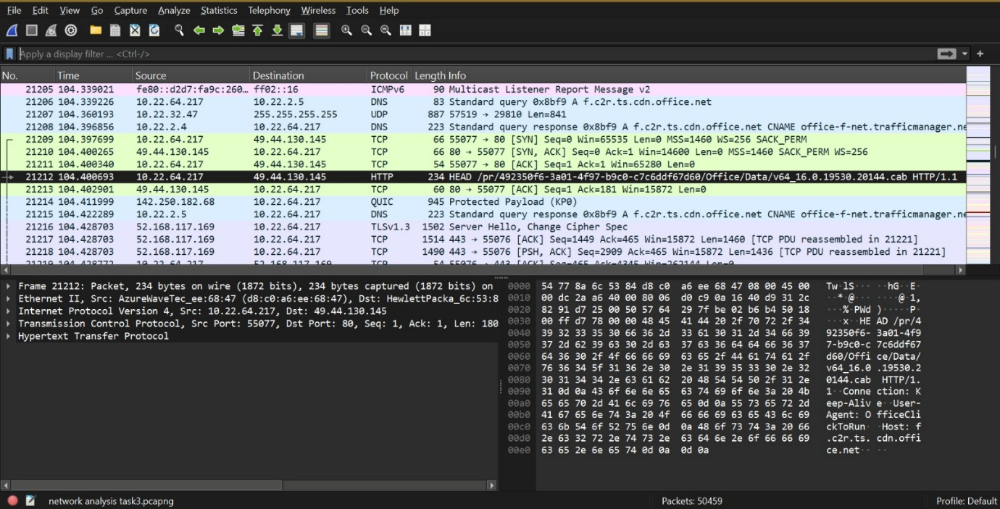 File Edit View Go Capture Analyze Statistics Telephony Wireless Tools Help
Apply a display filter ... <Ctrl-/>
No. Time Source Destination Protocol Length Info
21205 104.339021 fe80::d2d7:fa9c:260… ff02::16 ICMPv6 90 Multicast Listener Report Message v2
21206 104.339226 10.22.64.217 10.22.2.5 DNS 83 Standard query 0x8bf9 A f.c2r.ts.cdn.office.net
21207 104.360193 10.22.32.47 255.255.255.255 UDP 887 57519 → 29810 Len=841
21208 104.396856 10.22.2.4 10.22.64.217 DNS 223 Standard query response 0x8bf9 A f.c2r.ts.cdn.office.net CNAME office-f-net.trafficmanager.ne
21209 104.397699 10.22.64.217 49.44.130.145 TCP 66 55077 → 80 [SYN] Seq=0 Win=65535 Len=0 MSS=1460 WS=256 SACK_PERM
21210 104.400265 49.44.130.145 10.22.64.217 TCP 66 80 → 55077 [SYN, ACK] Seq=0 Ack=1 Win=14600 Len=0 MSS=1460 SACK_PERM WS=256
21211 104.400340 10.22.64.217 49.44.130.145 TCP 54 55077 → 80 [ACK] Seq=1 Ack=1 Win=65280 Len=0
21212 104.400693 10.22.64.217 49.44.130.145 HTTP 234 HEAD /pr/492350f6-3a01-4f97-b9c0-c7c6ddf67d60/Office/Data/v64_16.0.19530.20144.cab HTTP/1.1
21213 104.402901 49.44.130.145 10.22.64.217 TCP 60 80 → 55077 [ACK] Seq=1 Ack=181 Win=15872 Len=0
21214 104.411999 142.250.182.68 10.22.64.217 QUIC 945 Protected Payload (KP0)
21215 104.422289 10.22.2.5 10.22.64.217 DNS 223 Standard query response 0x8bf9 A f.c2r.ts.cdn.office.net CNAME office-f-net.trafficmanager.ne
21216 104.428703 52.168.117.169 10.22.64.217 TLSv1.3 1502 Server Hello, Change Cipher Spec
21217 104.428703 52.168.117.169 10.22.64.217 TCP 1514 443 → 55076 [ACK] Seq=1449 Ack=465 Win=15872 Len=1460 [TCP PDU reassembled in 21221]
21218 104.428703 52.168.117.169 10.22.64.217 TCP 1490 443 → 55076 [PSH, ACK] Seq=2909 Ack=465 Win=15872 Len=1436 [TCP PDU reassembled in 21221]
21219 104.428772 10.22.64.217 52.168.117.169 TCP 54 55076 → 443 [ACK] Seq=465 Ack=4345 Win=262144 Len=0
Frame 21212: Packet, 234 bytes on wire (1872 bits), 234 bytes captured (1872 bits) on
Ethernet II, Src: AzureWaveTec_ee:68:47 (d8:c0:a6:ee:68:47), Dst: HewlettPacka_6c:53:8
Internet Protocol Version 4, Src: 10.22.64.217, Dst: 49.44.130.145
Transmission Control Protocol, Src Port: 55077, Dst Port: 80, Seq: 1, Ack: 1, Len: 180
Hypertext Transfer Protocol
0000 54 77 8a 6c 53 84 d8 c0 a6 ee 68 47 08 00 45 00 Tw·lS··· ··hG··E·
0010 00 dc 2a a6 40 00 80 06 d0 c9 0a 16 40 d9 31 2c ··*·@··· ····@·1,
0020 82 91 d7 25 00 50 57 64 29 7f be 02 b6 b4 50 18 ···%·PWd )·····P·
0030 00 ff d7 78 00 00 48 45 41 44 20 2f 70 72 2f 34 ···x··HE AD /pr/4
0040 39 32 33 35 30 66 36 2d 33 61 30 31 2d 34 66 39 92350f6- 3a01-4f9
0050 37 2d 62 39 63 30 2d 63 37 63 36 64 64 66 36 37 7-b9c0-c 7c6ddf67
0060 64 36 30 2f 4f 66 66 69 63 65 2f 44 61 74 61 2f d60/Offi ce/Data/
0070 76 36 34 5f 31 36 2e 30 2e 31 39 35 33 30 2e 32 v64_16.0 .19530.2
0080 30 31 34 34 2e 63 61 62 20 48 54 54 50 2f 31 2e 0144.cab HTTP/1.
0090 31 0d 0a 43 6f 6e 6e 65 63 74 69 6f 6e 3a 20 4b 1··Conne ction: K
00a0 65 65 70 2d 41 6c 69 76 65 0d 0a 55 73 65 72 2d eep-Aliv e··User-
00b0 41 67 65 6e 74 3a 20 4f 66 66 69 63 65 43 6c 69 Agent: O fficeCli
00c0 63 6b 54 6f 52 75 6e 0d 0a 48 6f 73 74 3a 20 66 ckToRun· ·Host: f
00d0 2e 63 32 72 2e 74 73 2e 63 64 6e 2e 6f 66 66 69 .c2r.ts. cdn.offi
00e0 63 65 2e 6e 65 74 0d 0a 0d 0a ce.net·· ··
network analysis task3.pcapng Packets: 50459 Profile: Default